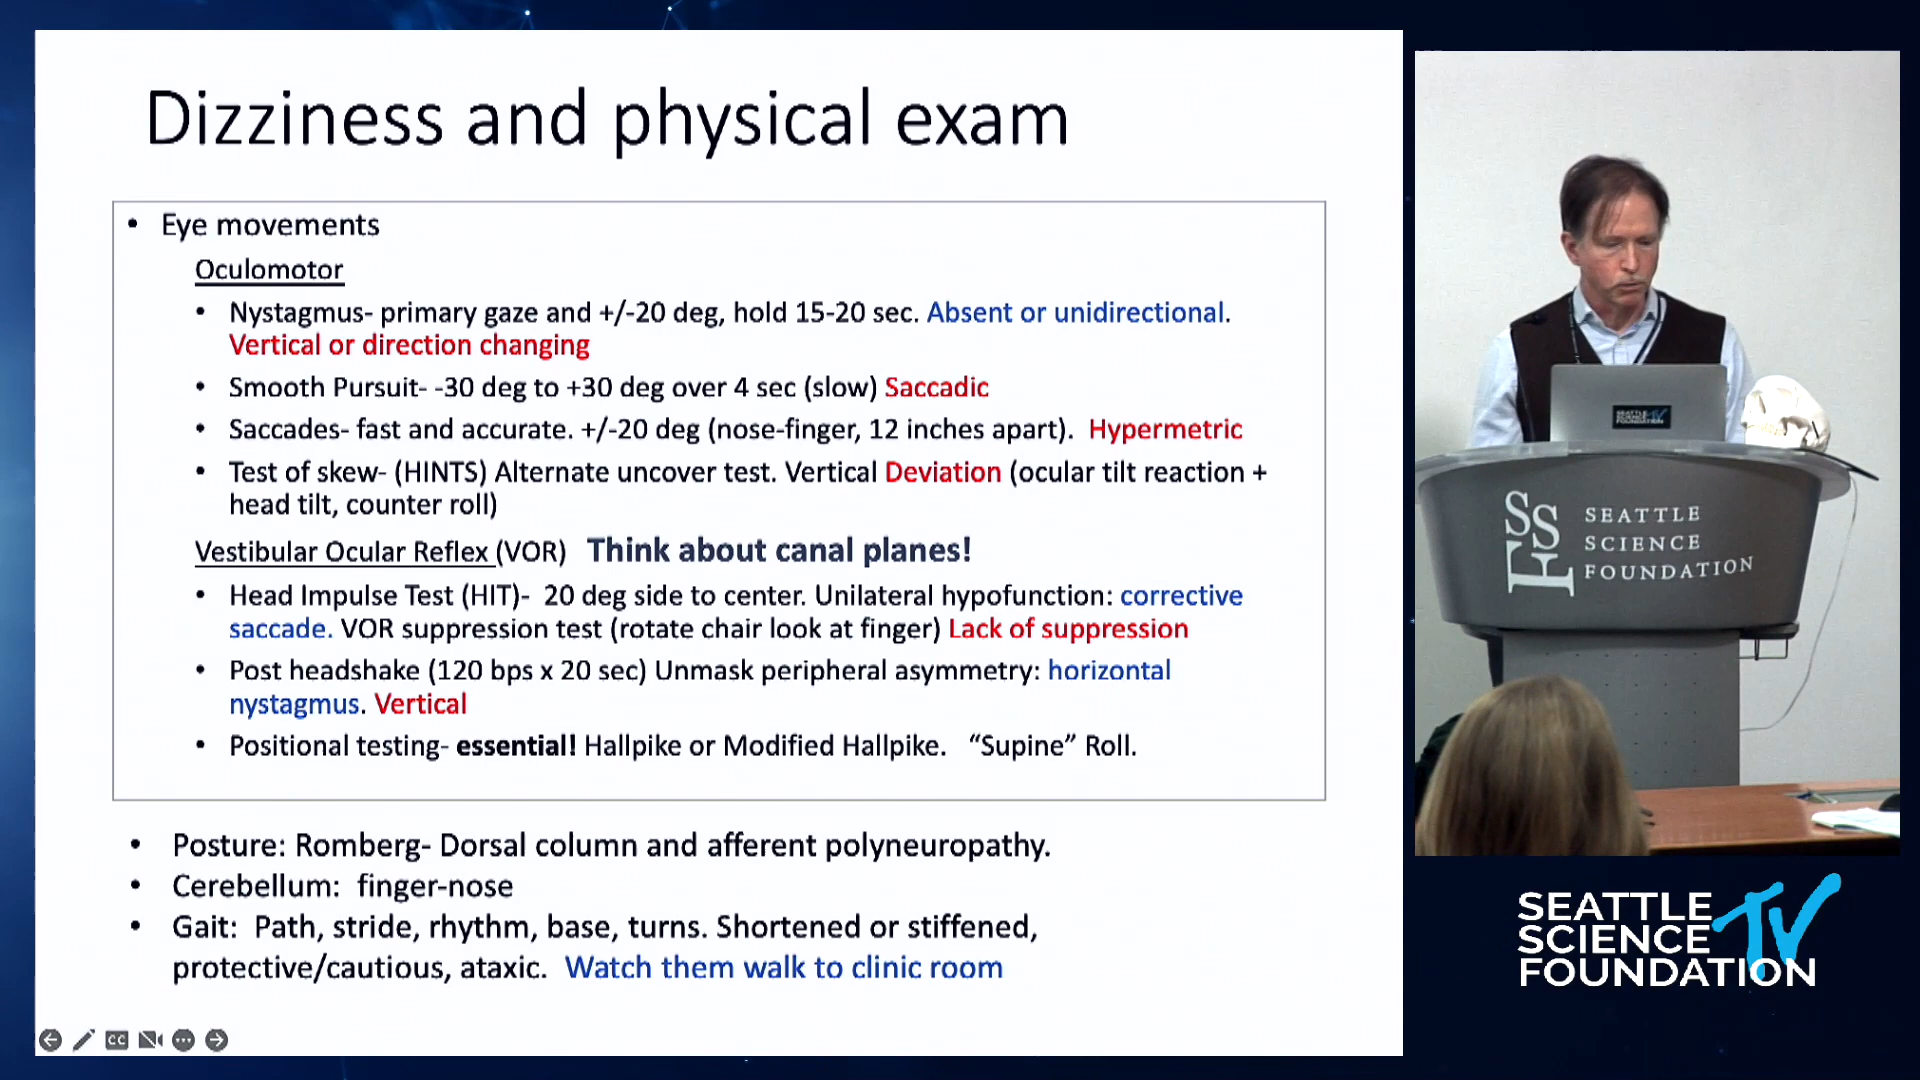 Dizziness and physical exam
• Eye movements
Oculomotor
• Nystagmus- primary gaze and +/-20 deg, hold 15-20 sec. Absent or unidirectional.
Vertical or direction changing
• Smooth Pursuit- -30 deg to +30 deg over 4 sec (slow) Saccadic
• Saccades- fast and accurate. +/-20 deg (nose-finger, 12 inches apart). Hypermetric
• Test of skew- (HINTS) Alternate uncover test. Vertical Deviation (ocular tilt reaction +
head tilt, counter roll)
Vestibular Ocular Reflex (VOR) Think about canal planes!
• Head Impulse Test (HIT)- 20 deg side to center. Unilateral hypofunction: corrective
saccade. VOR suppression test (rotate chair look at finger) Lack of suppression
• Post headshake (120 bps x 20 sec) Unmask peripheral asymmetry: horizontal
nystagmus. Vertical
• Positional testing- essential! Hallpike or Modified Hallpike. “Supine” Roll.
• Posture: Romberg- Dorsal column and afferent polyneuropathy.
• Cerebellum: finger-nose
• Gait: Path, stride, rhythm, base, turns. Shortened or stiffened,
protective/cautious, ataxic. Watch them walk to clinic room
CC
SEATTLE
SCIENCE TV
FOUNDATION
SSF
SEATTLE
SCIENCE
FOUNDATION
SEATTLE TV
SCIENCE
FOUNDATION